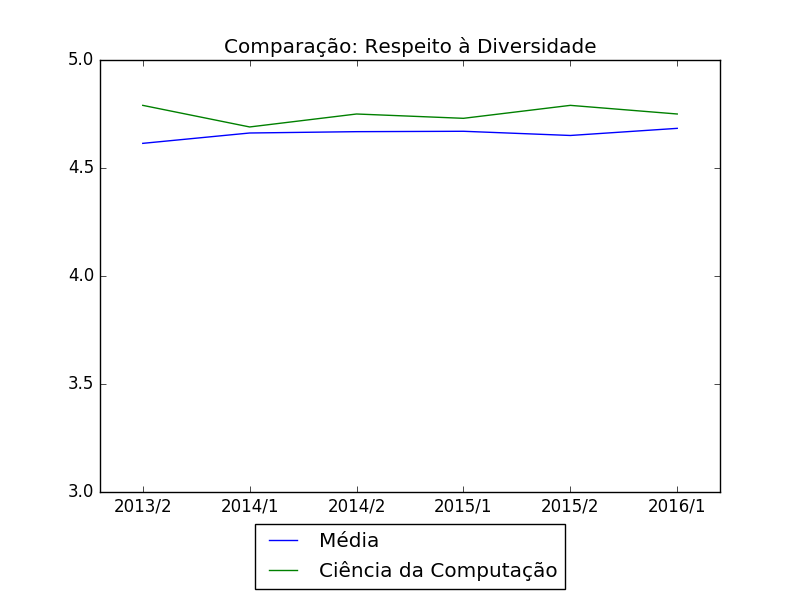 Comparação: Respeito à Diversidade
5.0
4.5
4.0
3.5
3.0
2013/2 2014/1 2014/2 2015/1 2015/2 2016/1
Média
Ciência da Computação